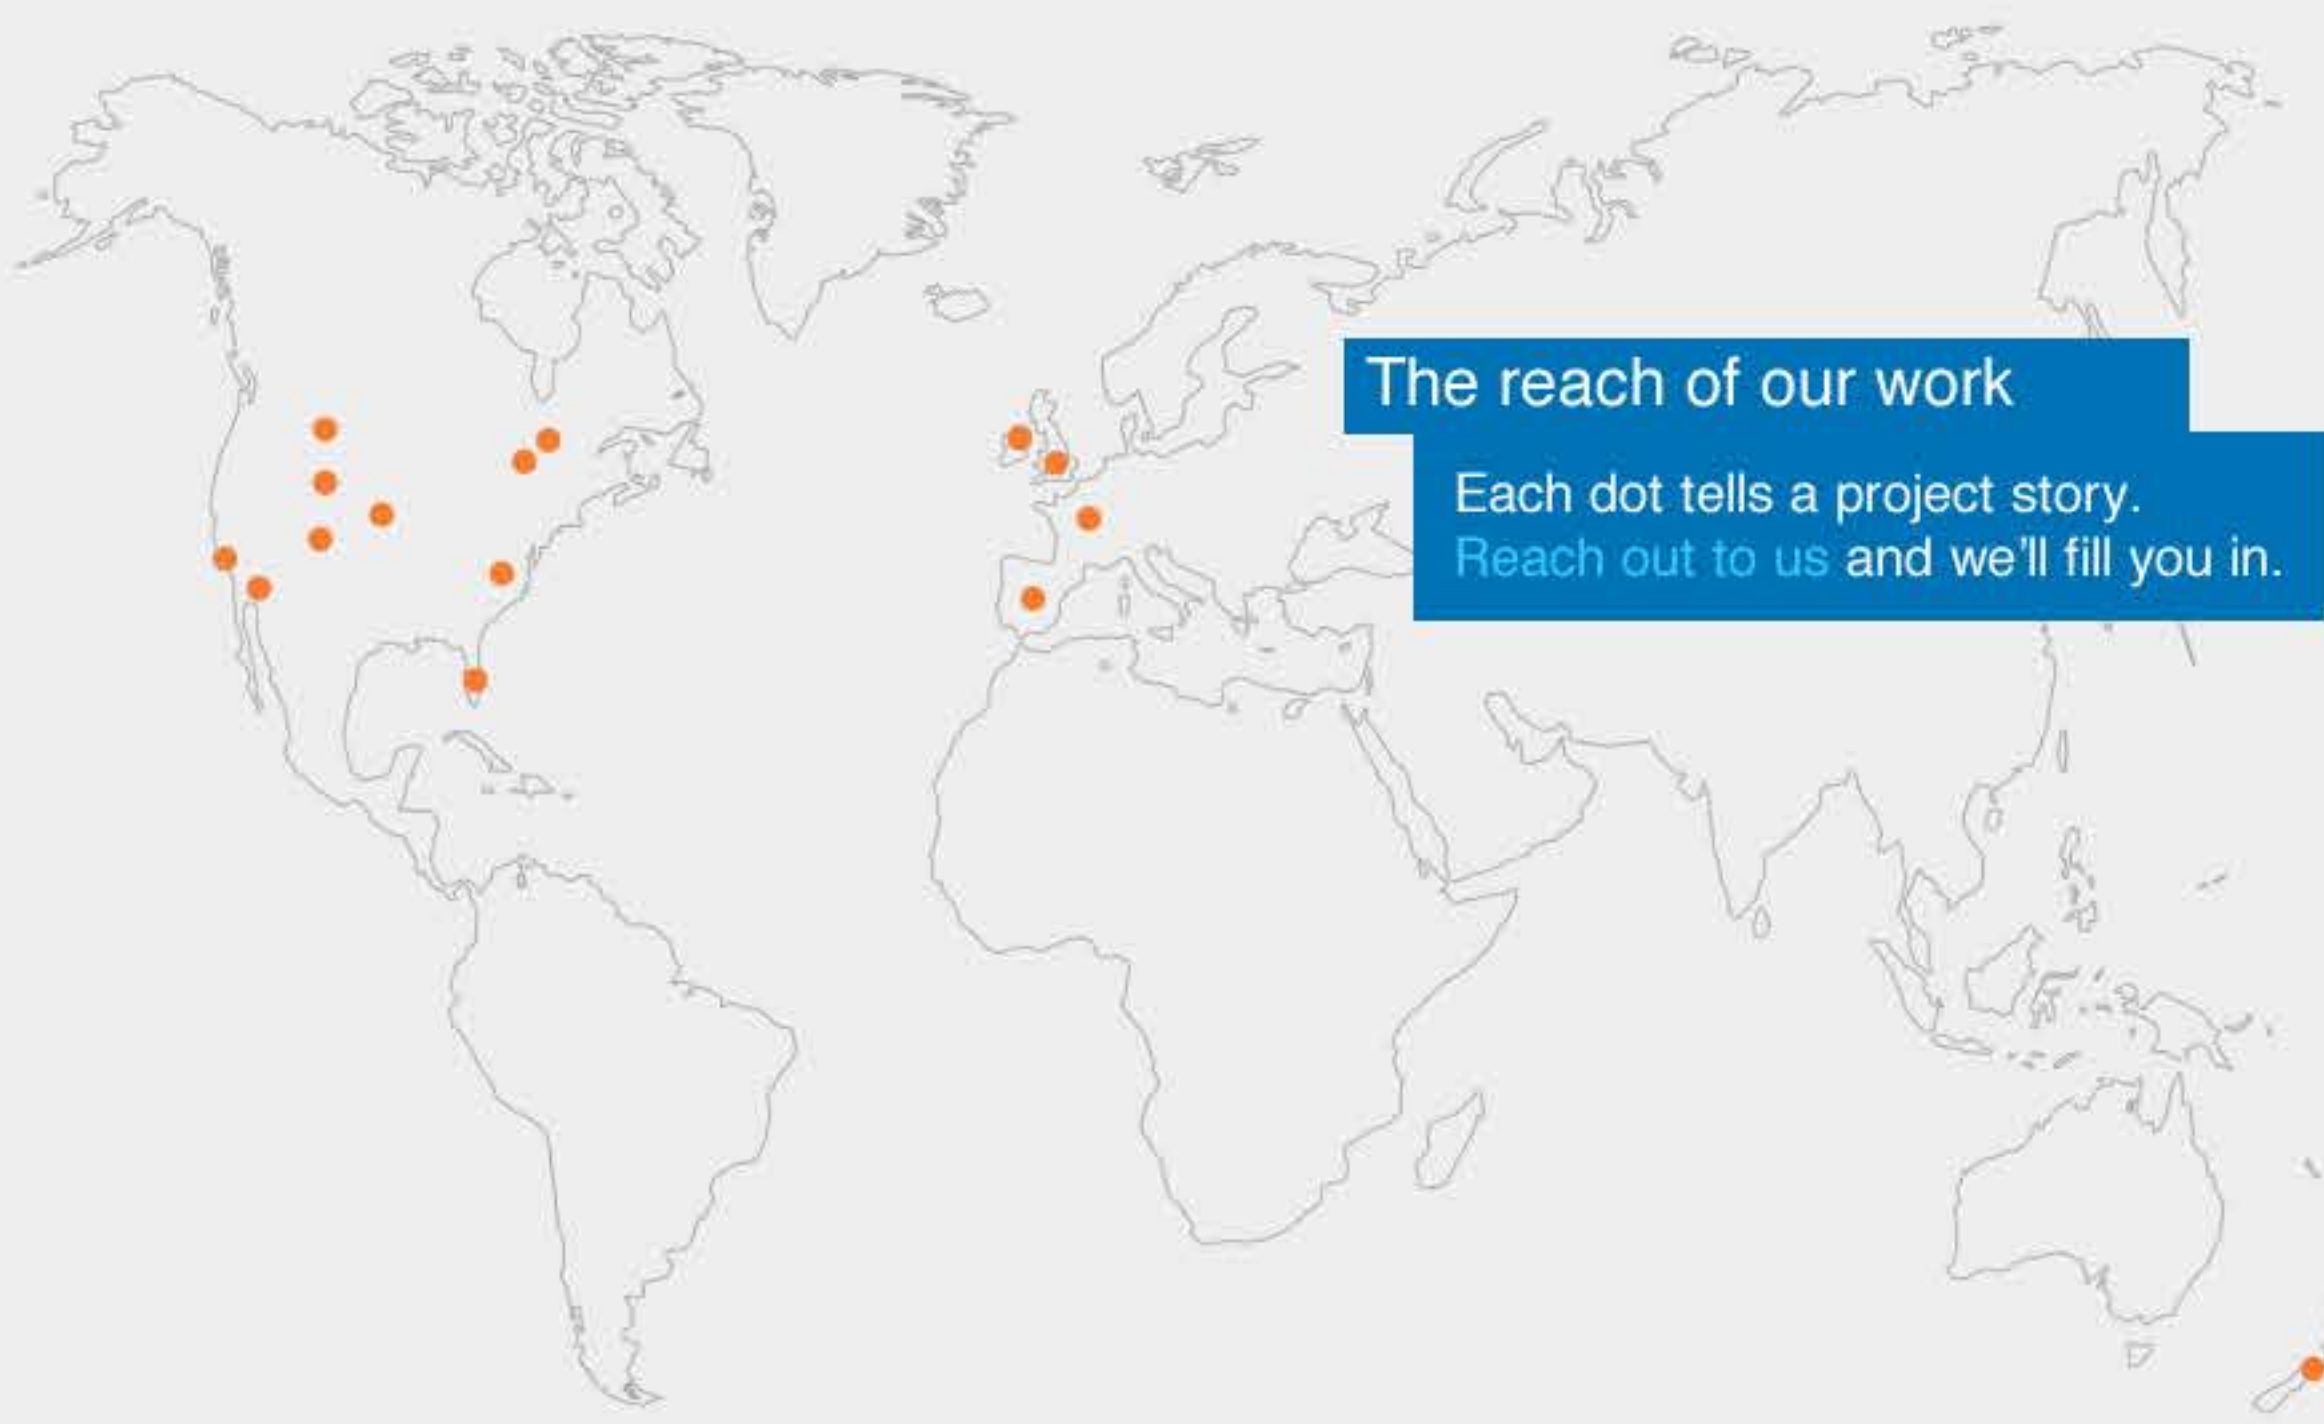 The reach of our work
Each dot tells a project story.
Reach out to us and we'll fill you in.